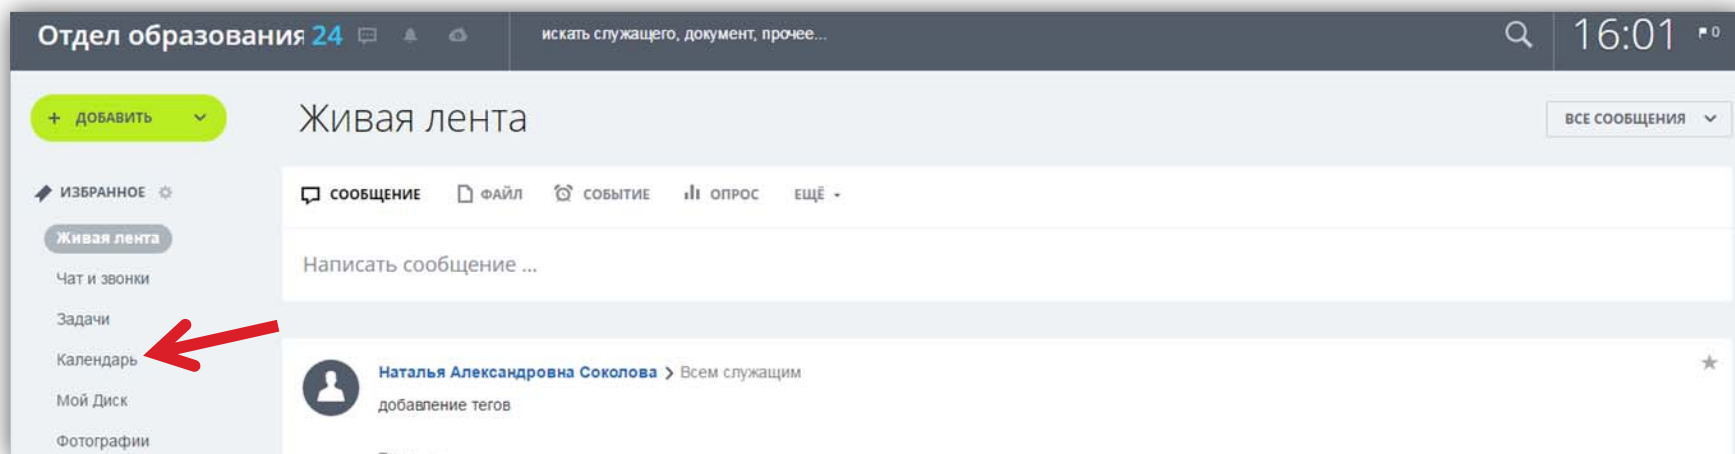 Отдел образования 24
искать служащего, документ, прочее...
16:01
0
+ ДОБАВИТЬ
Живая лента
ВСЕ СООБЩЕНИЯ
ИЗБРАННОЕ
СООБЩЕНИЕ ФАЙЛ СОБЫТИЕ ОПРОС ЕЩЁ
Живая лента
Написать сообщение ...
Чат и звонки
Задачи
Календарь
Наталья Александровна Соколова > Всем служащим
Мой Диск
добавление тегов
Фотографии